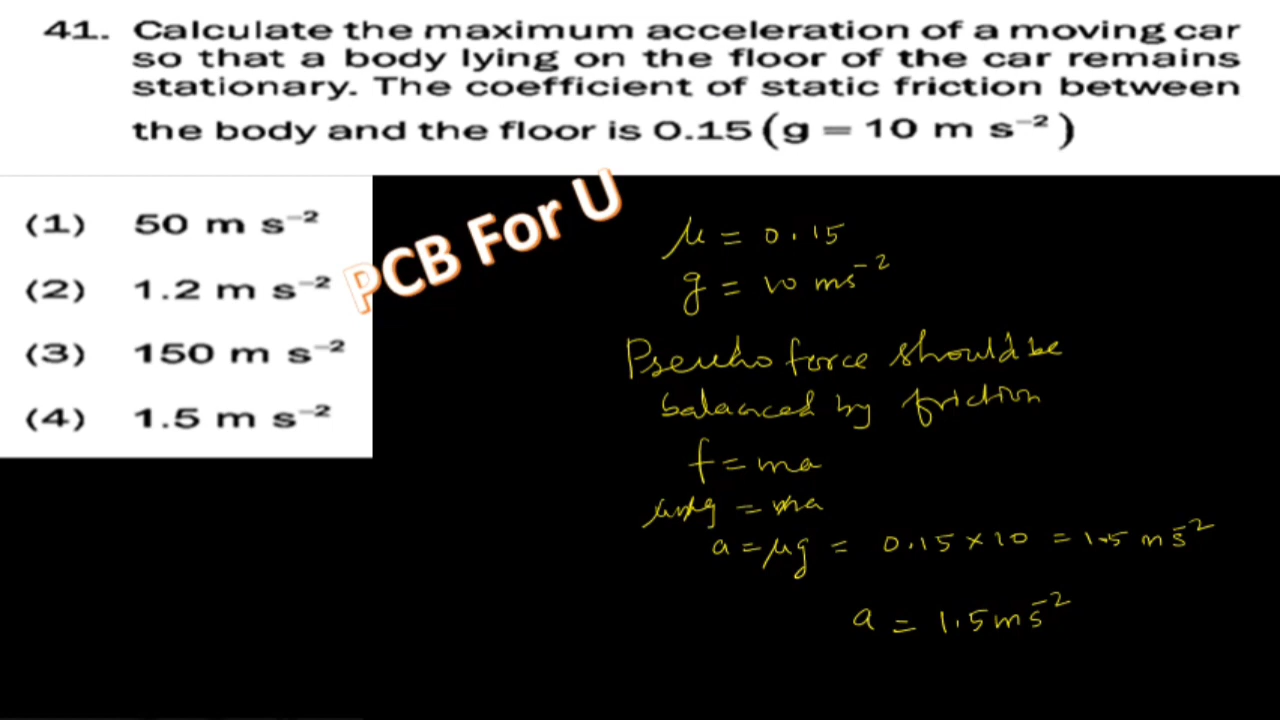 41. Calculate the maximum acceleration of a moving car
so that a body lying on the floor of the car remains
stationary. The coefficient of static friction between
the body and the floor is 0.15 (g = 10 m s⁻²)
(1) 50 m s⁻²
(2) 1.2 m s⁻²
(3) 150 m s⁻²
(4) 1.5 m s⁻²
PCB For U
μ = 0.15
g = 10 ms⁻²
Pseudo force should be
balanced by friction
f = ma
μmg = ma
a = μg = 0.15 × 10 = 1.5 ms⁻²
a = 1.5 ms⁻²